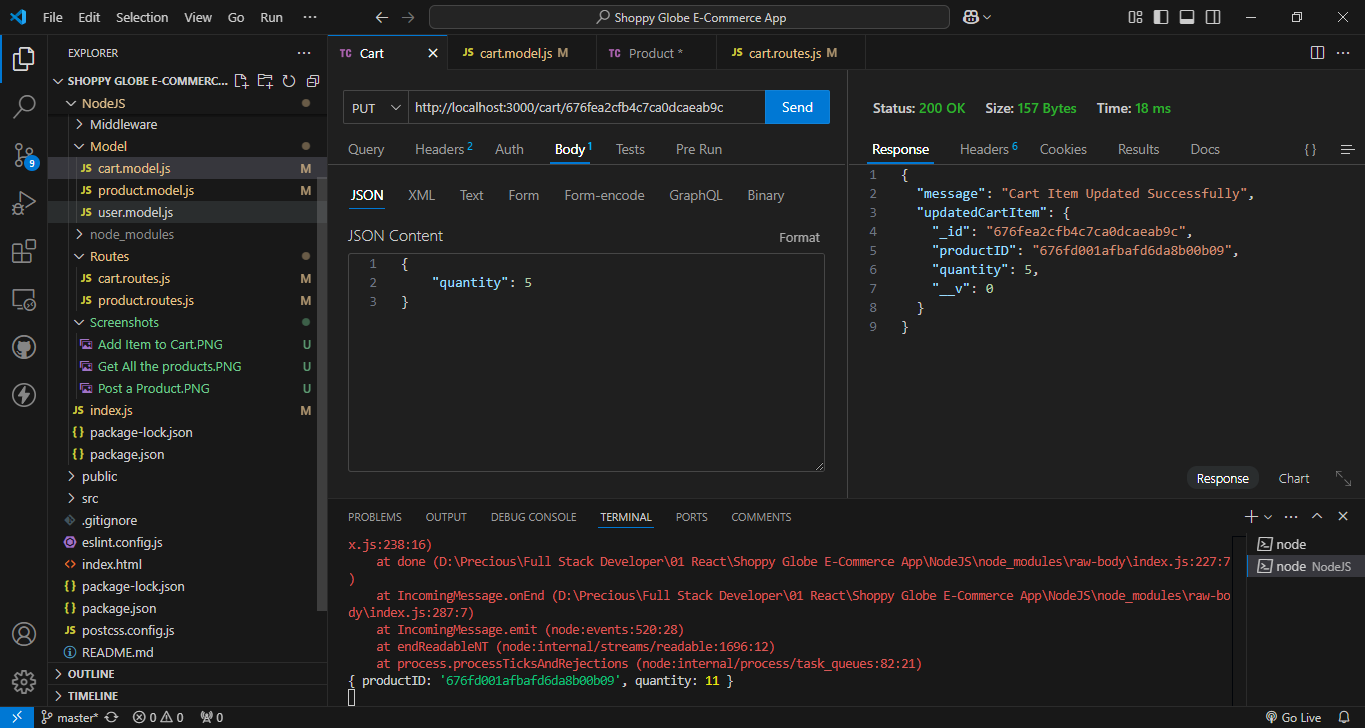 File Edit Selection View Go Run ··· Shoppy Globe E-Commerce App
EXPLORER ···
SHOPPY GLOBE E-COMMERC...
NodeJS
Middleware
Model
JS cart.model.js M
JS product.model.js M
JS user.model.js
node_modules
Routes
JS cart.routes.js M
JS product.routes.js M
Screenshots
Add Item to Cart.PNG U
Get All the products.PNG U
Post a Product.PNG U
JS index.js M
{} package-lock.json
{} package.json
public
src
.gitignore
eslint.config.js
<> index.html
{} package-lock.json
{} package.json
JS postcss.config.js
README.md
OUTLINE
TIMELINE
9
TC Cart JS cart.model.js M TC Product * JS cart.routes.js M ···
PUT http://localhost:3000/cart/676fea2cfb4c7ca0dcaeab9c Send
Query Headers 2 Auth Body 1 Tests Pre Run
JSON XML Text Form Form-encode GraphQL Binary
JSON Content Format
1 {
2 "quantity": 5
3 }
Status: 200 OK Size: 157 Bytes Time: 18 ms
Response Headers 6 Cookies Results Docs {}
1 {
2 "message": "Cart Item Updated Successfully",
3 "updatedCartItem": {
4 "_id": "676fea2cfb4c7ca0dcaeab9c",
5 "productID": "676fd001afbafd6da8b00b09",
6 "quantity": 5,
7 "__v": 0
8 }
9 }
Response Chart
PROBLEMS OUTPUT DEBUG CONSOLE TERMINAL PORTS COMMENTS ···
x.js:238:16)
at done (D:\Precious\Full Stack Developer\01 React\Shoppy Globe E-Commerce App\NodeJS\node_modules\raw-body\index.js:227:7
)
at IncomingMessage.onEnd (D:\Precious\Full Stack Developer\01 React\Shoppy Globe E-Commerce App\NodeJS\node_modules\raw-bo
dy\index.js:287:7)
at IncomingMessage.emit (node:events:520:28)
at endReadableNT (node:internal/streams/readable:1696:12)
at process.processTicksAndRejections (node:internal/process/task_queues:82:21)
{ productID: '676fd001afbafd6da8b00b09', quantity: 11 }
node
node NodeJS
master* 0 0 0 Go Live